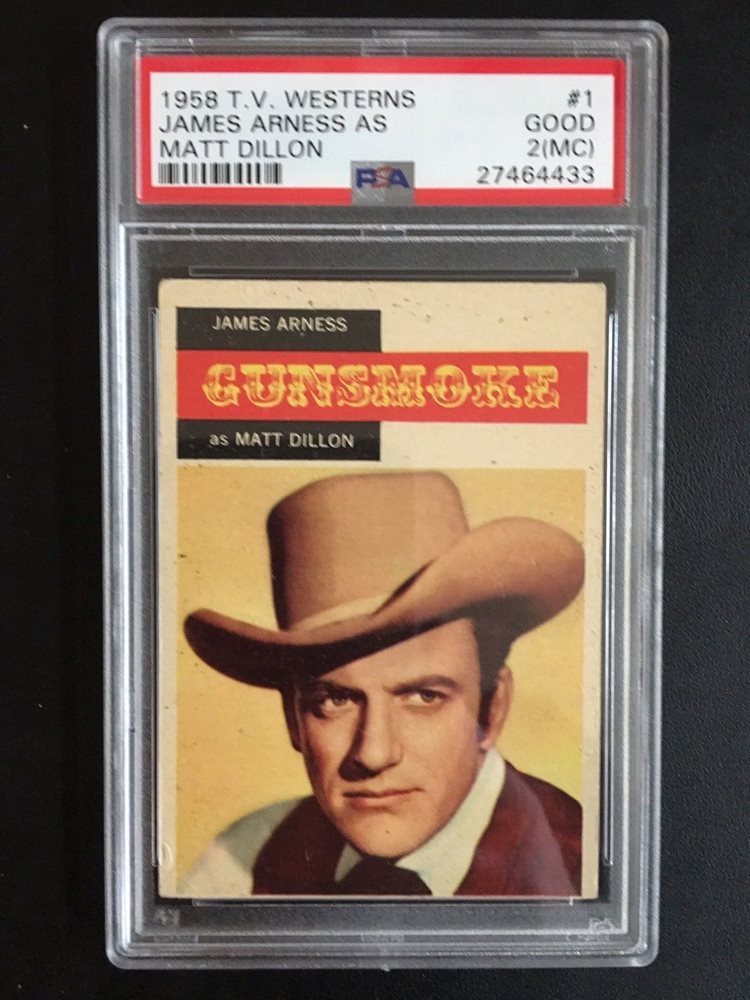 1958 T.V. WESTERNS #1
JAMES ARNESS AS GOOD
MATT DILLON 2(MC)
PSA 27464433
JAMES ARNESS
GUNSMOKE
as MATT DILLON